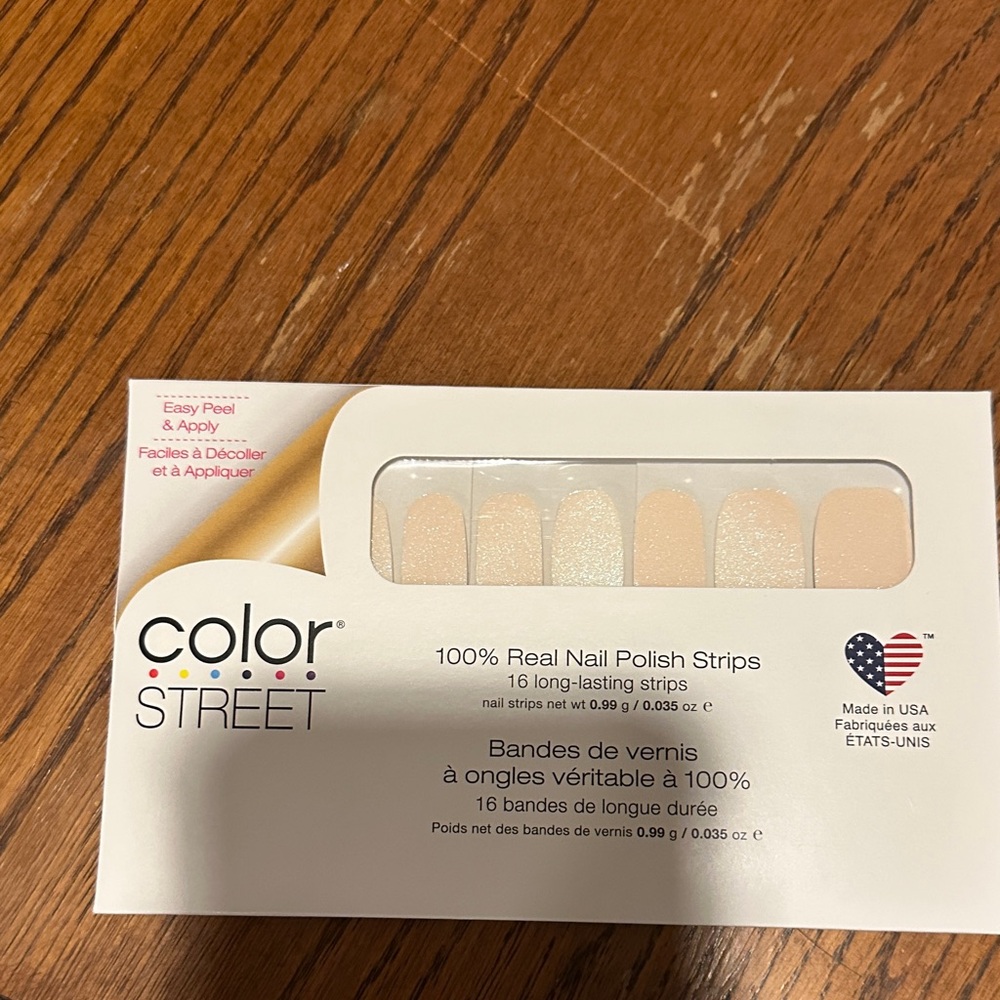 Easy Peel
& Apply
Faciles à Décoller
et à Appliquer
color®
STREET
100% Real Nail Polish Strips
16 long-lasting strips
nail strips net wt 0.99 g / 0.035 oz ℮
Bandes de vernis
à ongles véritable à 100%
16 bandes de longue durée
Poids net des bandes de vernis 0.99 g / 0.035 oz ℮
™
Made in USA
Fabriquées aux
ÉTATS-UNIS